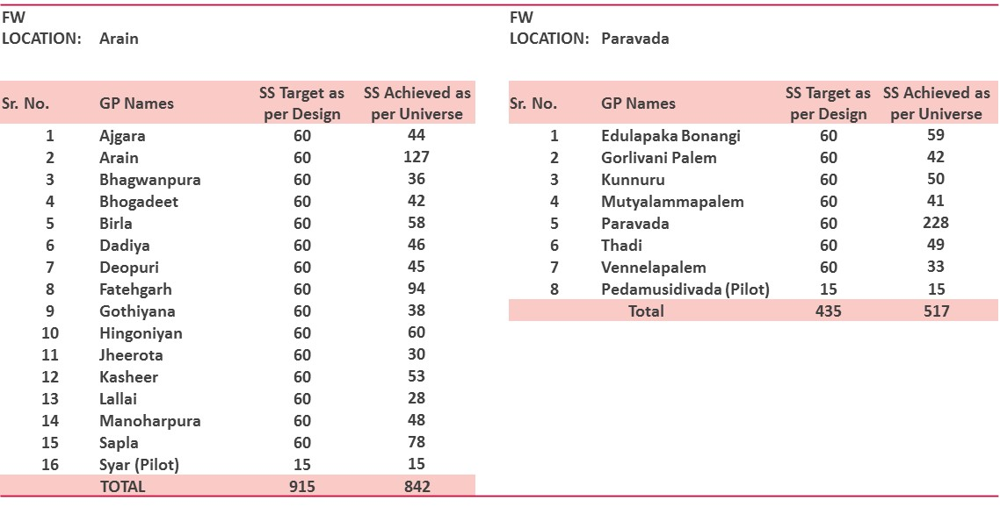 FW
LOCATION: Arain
Sr. No. GP Names SS Target as per Design SS Achieved as per Universe
1 Ajgara 60 44
2 Arain 60 127
3 Bhagwanpura 60 36
4 Bhogadeet 60 42
5 Birla 60 58
6 Dadiya 60 46
7 Deopuri 60 45
8 Fatehgarh 60 94
9 Gothiyana 60 38
10 Hingoniyan 60 60
11 Jheerota 60 30
12 Kasheer 60 53
13 Lallai 60 28
14 Manoharpura 60 48
15 Sapla 60 78
16 Syar (Pilot) 15 15
TOTAL 915 842
FW
LOCATION: Paravada
Sr. No. GP Names SS Target as per Design SS Achieved as per Universe
1 Edulapaka Bonangi 60 59
2 Gorlivani Palem 60 42
3 Kunnuru 60 50
4 Mutyalammapalem 60 41
5 Paravada 60 228
6 Thadi 60 49
7 Vennelapalem 60 33
8 Pedamusidivada (Pilot) 15 15
Total 435 517